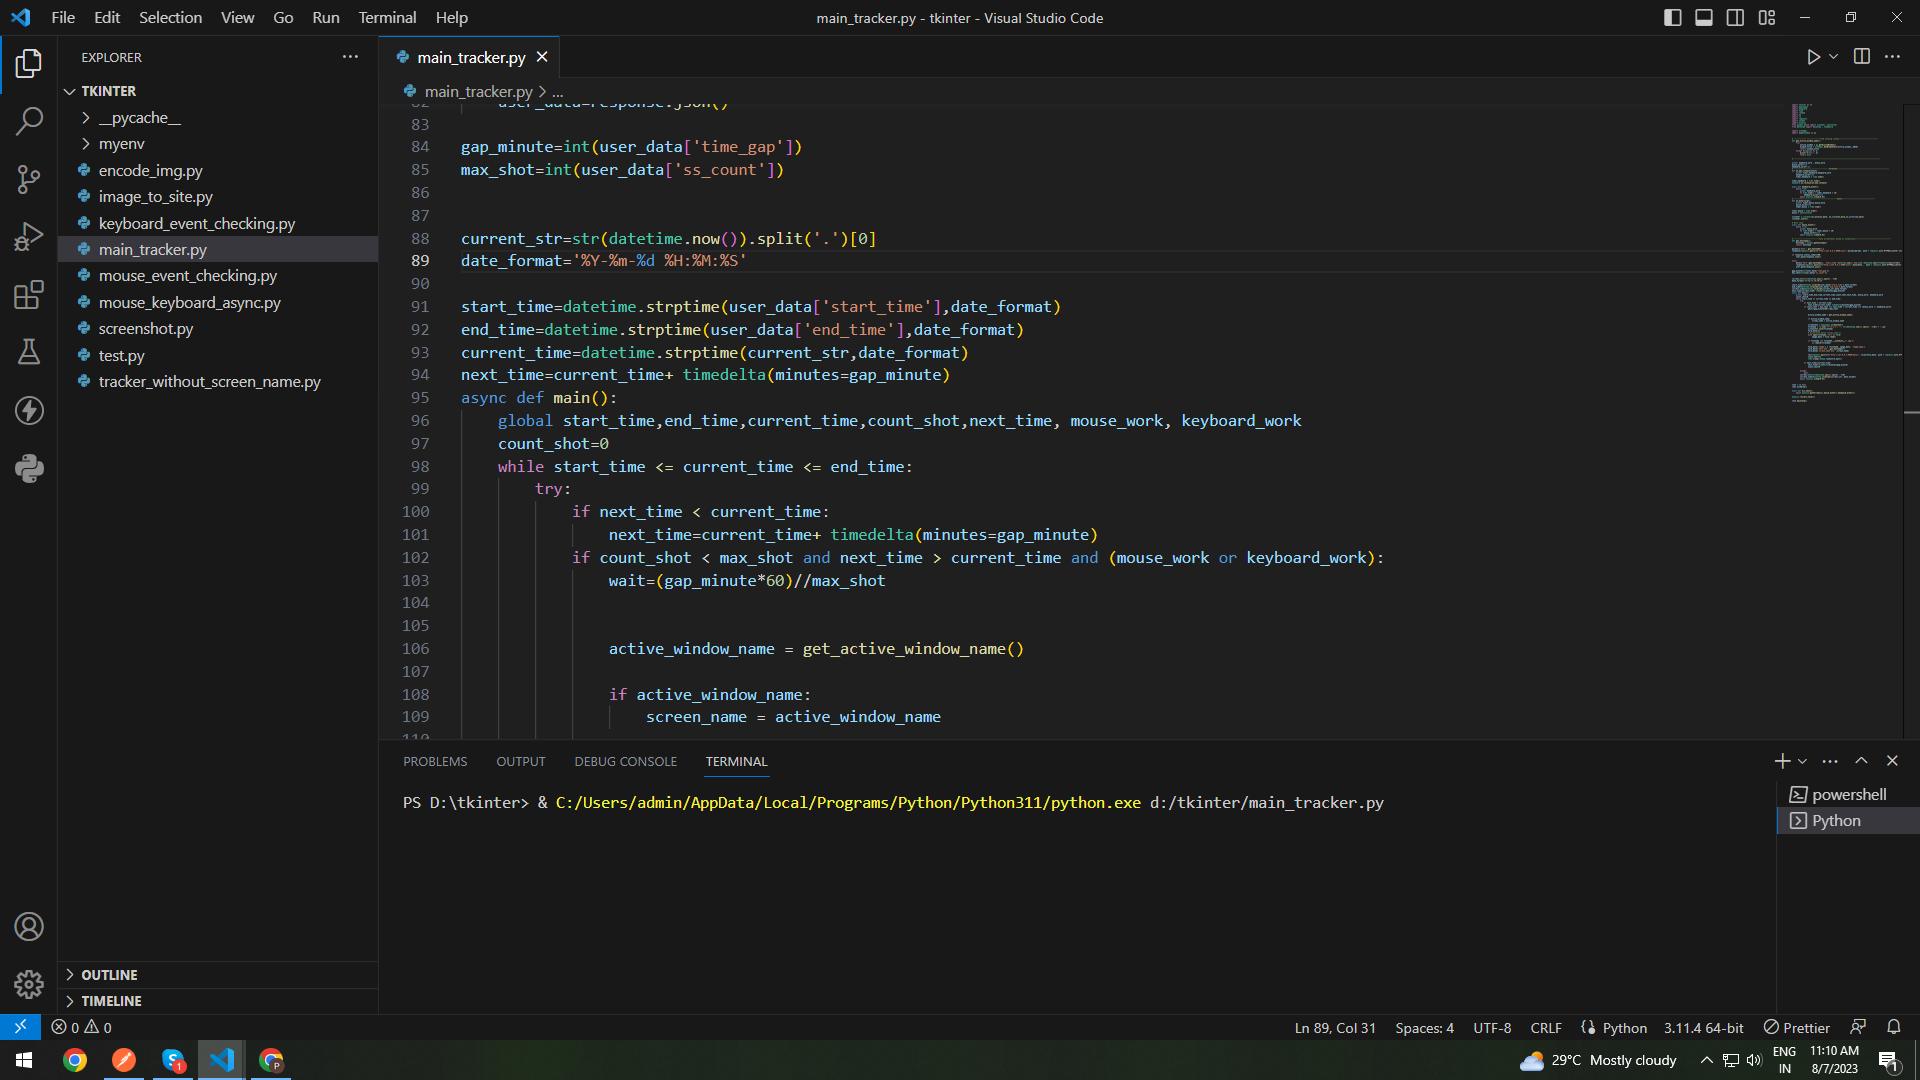 File Edit Selection View Go Run Terminal Help
main_tracker.py - tkinter - Visual Studio Code
EXPLORER
TKINTER
__pycache__
myenv
encode_img.py
image_to_site.py
keyboard_event_checking.py
main_tracker.py
mouse_event_checking.py
mouse_keyboard_async.py
screenshot.py
test.py
tracker_without_screen_name.py
OUTLINE
TIMELINE
main_tracker.py
main_tracker.py > ...
82 user_data=response.json()
83
84 gap_minute=int(user_data['time_gap'])
85 max_shot=int(user_data['ss_count'])
86
87
88 current_str=str(datetime.now()).split('.')[0]
89 date_format='%Y-%m-%d %H:%M:%S'
90
91 start_time=datetime.strptime(user_data['start_time'],date_format)
92 end_time=datetime.strptime(user_data['end_time'],date_format)
93 current_time=datetime.strptime(current_str,date_format)
94 next_time=current_time+ timedelta(minutes=gap_minute)
95 async def main():
96 global start_time,end_time,current_time,count_shot,next_time, mouse_work, keyboard_work
97 count_shot=0
98 while start_time <= current_time <= end_time:
99 try:
100 if next_time < current_time:
101 next_time=current_time+ timedelta(minutes=gap_minute)
102 if count_shot < max_shot and next_time > current_time and (mouse_work or keyboard_work):
103 wait=(gap_minute*60)//max_shot
104
105
106 active_window_name = get_active_window_name()
107
108 if active_window_name:
109 screen_name = active_window_name
110
PROBLEMS OUTPUT DEBUG CONSOLE TERMINAL
PS D:\tkinter> & C:/Users/admin/AppData/Local/Programs/Python/Python311/python.exe d:/tkinter/main_tracker.py
powershell
Python
0 0
Ln 89, Col 31 Spaces: 4 UTF-8 CRLF Python 3.11.4 64-bit Prettier
1
P
29°C Mostly cloudy
ENG
IN
11:10 AM
8/7/2023
1